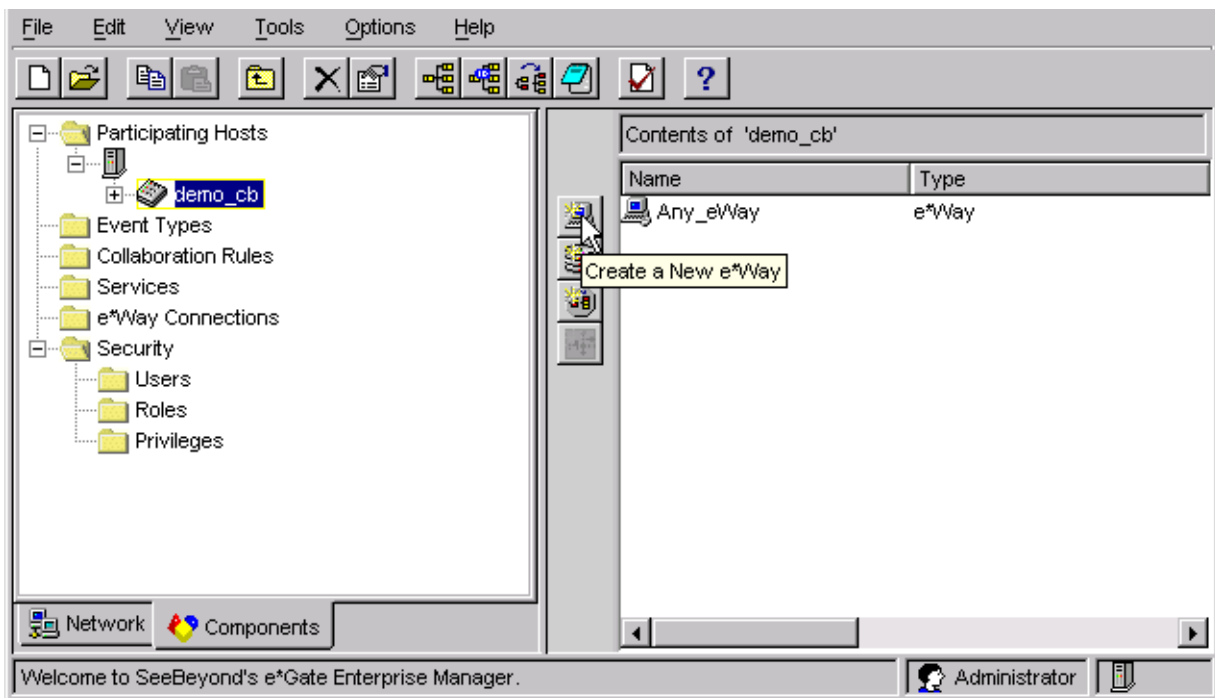 File Edit View Tools Options Help
?
Participating Hosts
demo_cb
Event Types
Collaboration Rules
Services
e*Way Connections
Security
Users
Roles
Privileges
Network Components
Contents of 'demo_cb'
Name Type
Any_eWay e*Way
Create a New e*Way
Welcome to SeeBeyond's e*Gate Enterprise Manager.
Administrator